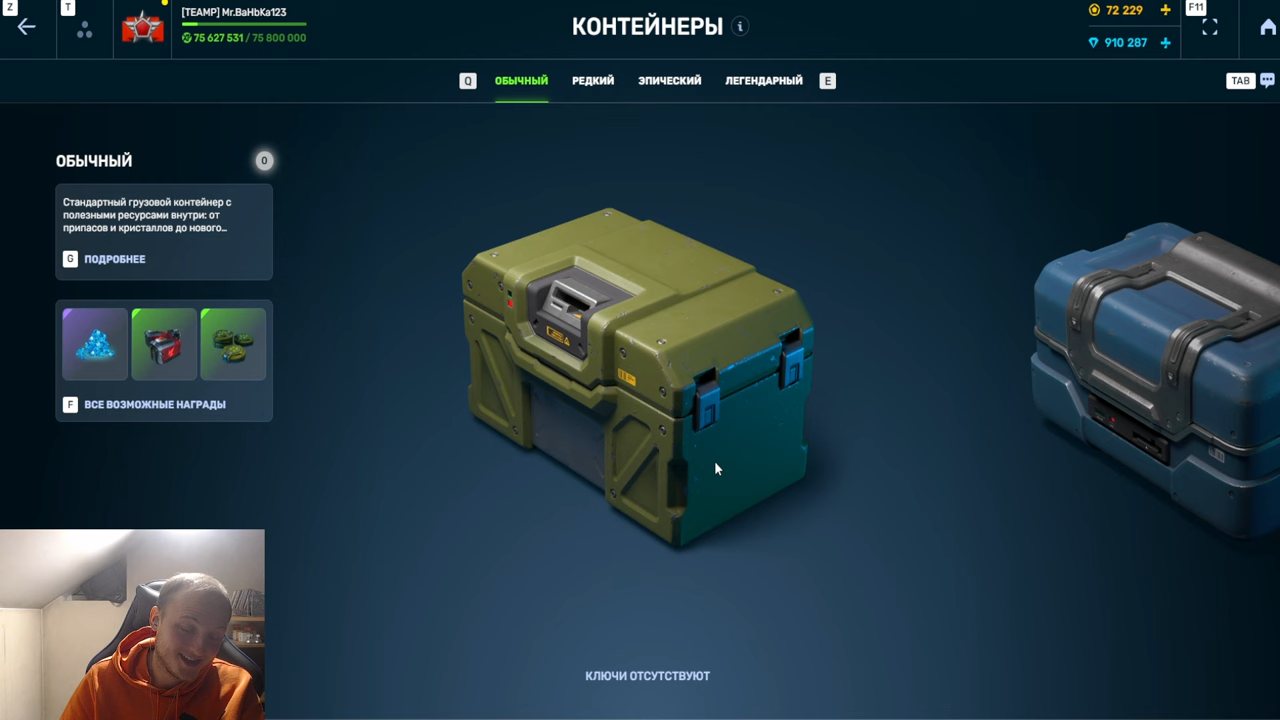 Z
T
[TEAMP] Mr.BaHbKa123
75 627 531 / 75 800 000
КОНТЕЙНЕРЫ
i
72 229 +
910 287 +
F11
Q
ОБЫЧНЫЙ
РЕДКИЙ
ЭПИЧЕСКИЙ
ЛЕГЕНДАРНЫЙ
E
TAB
ОБЫЧНЫЙ
0
Стандартный грузовой контейнер с
полезными ресурсами внутри: от
припасов и кристаллов до нового...
G ПОДРОБНЕЕ
F ВСЕ ВОЗМОЖНЫЕ НАГРАДЫ
КЛЮЧИ ОТСУТСТВУЮТ